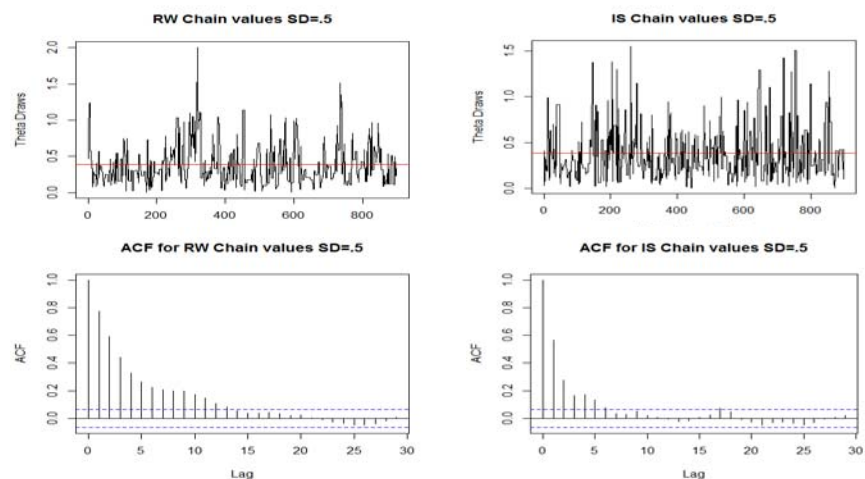 RW Chain values SD=.5
IS Chain values SD=.5
Theta Draws
2.0
1.5
1.0
0.5
0.0
0 200 400 600 800
Theta Draws
1.5
1.0
0.5
0.0
0 200 400 600 800
ACF for RW Chain values SD=.5
ACF for IS Chain values SD=.5
ACF
1.0
0.8
0.6
0.4
0.2
0.0
0 5 10 15 20 25 30
Lag
ACF
1.0
0.8
0.6
0.4
0.2
0.0
0 5 10 15 20 25 30
Lag